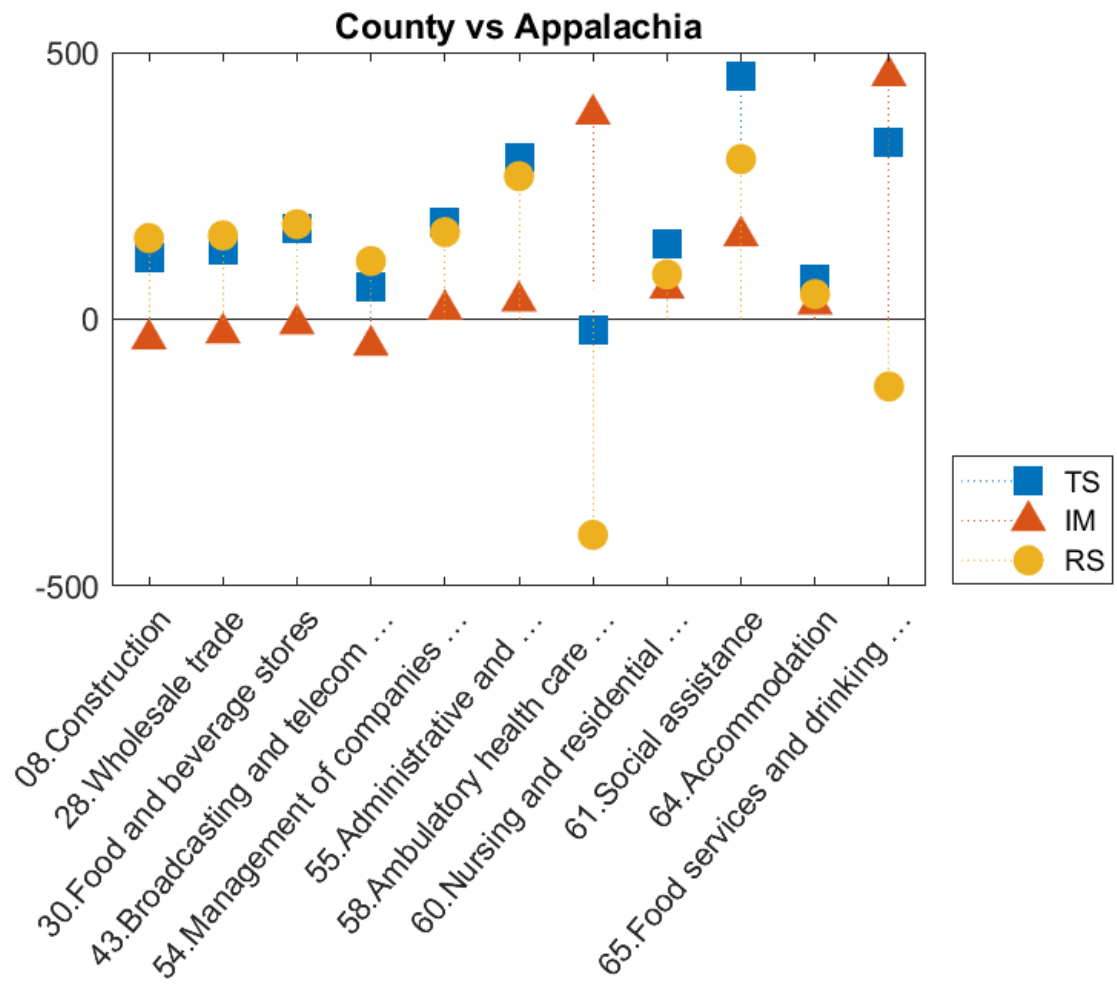 County vs Appalachia
500
0
-500
TS
IM
RS
08.Construction
28.Wholesale trade
30.Food and beverage stores
43.Broadcasting and telecom …
54.Management of companies …
55.Administrative and …
58.Ambulatory health care …
60.Nursing and residential …
61.Social assistance
64.Accommodation
65.Food services and drinking …